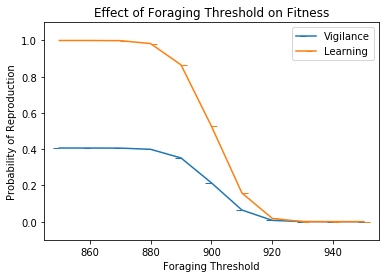 Effect of Foraging Threshold on Fitness
Vigilance
Learning
Probability of Reproduction
1.0
0.8
0.6
0.4
0.2
0.0
860 880 900 920 940
Foraging Threshold